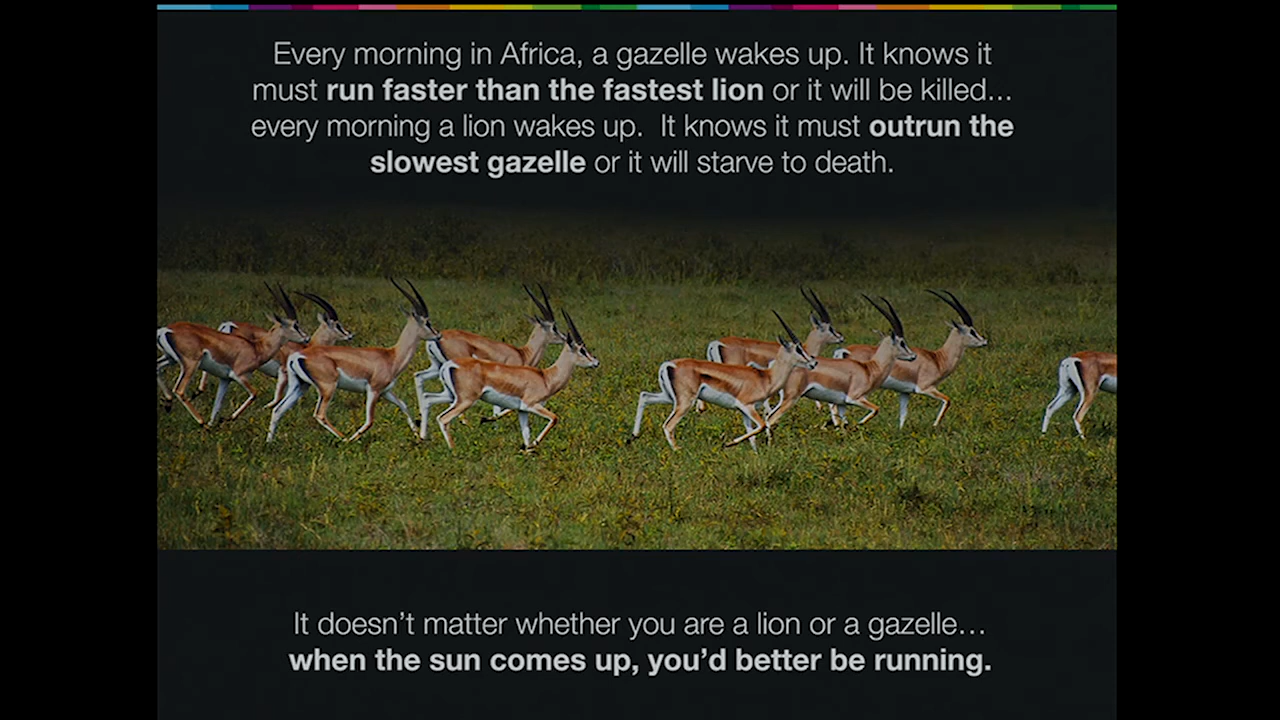 Every morning in Africa, a gazelle wakes up. It knows it
must run faster than the fastest lion or it will be killed...
every morning a lion wakes up.  It knows it must outrun the
slowest gazelle or it will starve to death.
It doesn’t matter whether you are a lion or a gazelle…
when the sun comes up, you’d better be running.